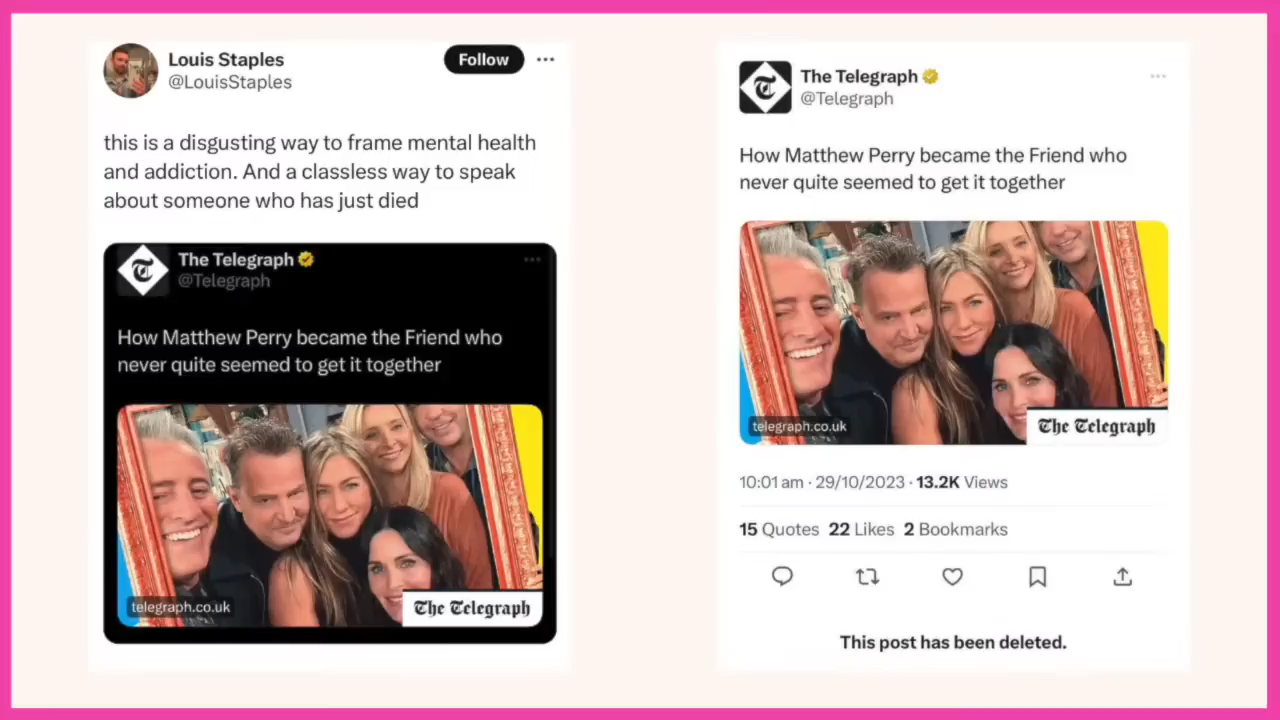 Louis Staples
@LouisStaples
Follow
this is a disgusting way to frame mental health
and addiction. And a classless way to speak
about someone who has just died
The Telegraph
@Telegraph
How Matthew Perry became the Friend who
never quite seemed to get it together
telegraph.co.uk
The Telegraph
The Telegraph
@Telegraph
How Matthew Perry became the Friend who
never quite seemed to get it together
telegraph.co.uk
The Telegraph
10:01 am · 29/10/2023 · 13.2K Views
15 Quotes 22 Likes 2 Bookmarks
This post has been deleted.